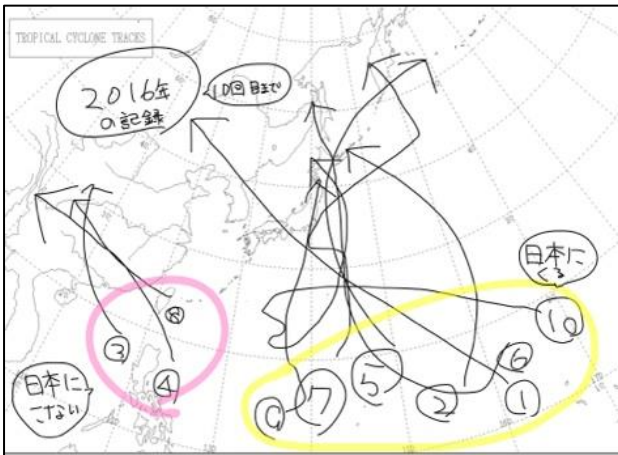 TROPICAL CYCLONE TRACKS
2016年
の記録
10回目まで
日本に
くる
⑩
⑧
③
④
⑥
⑤
②
①
⑦
⑨
日本に
こない